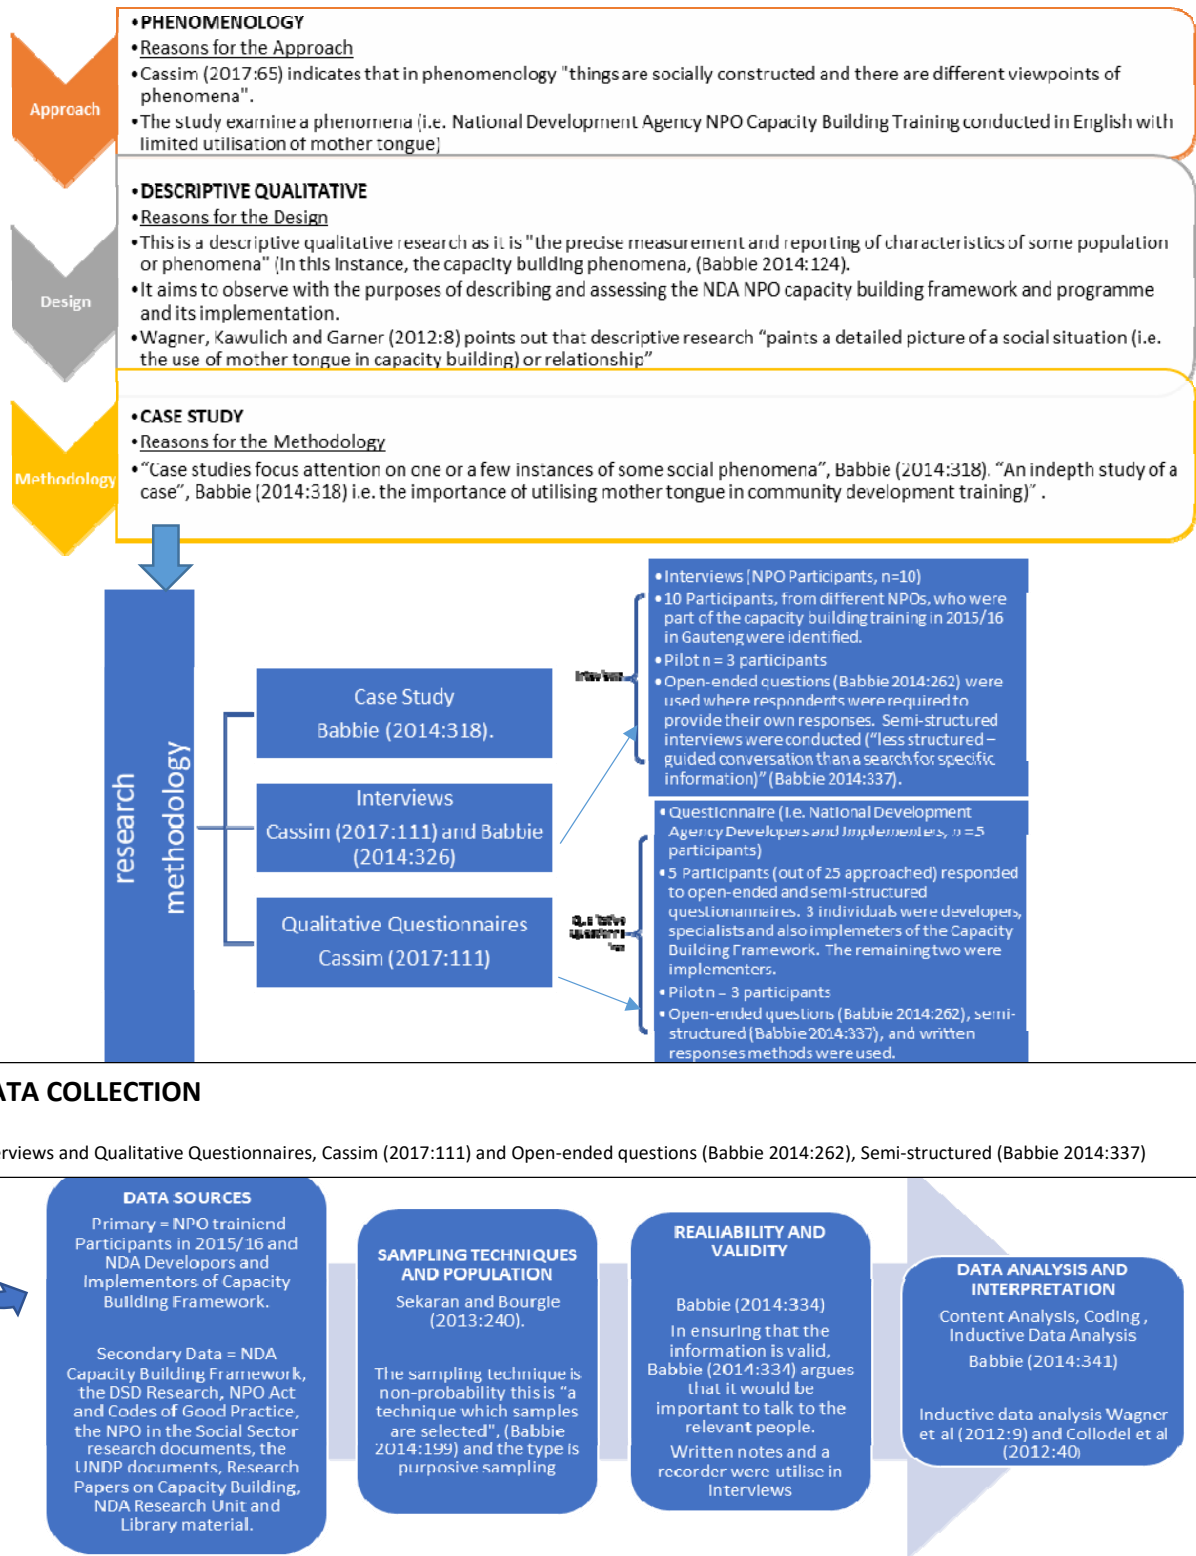 • PHENOMENOLOGY
• Reasons for the Approach
• Cassim (2017:65) indicates that in phenomenology "things are socially constructed and there are different viewpoints of
phenomena".
• The study examine a phenomena (i.e. National Development Agency NPO Capacity Building Training conducted in English with
limited utilisation of mother tongue)
Approach
• DESCRIPTIVE QUALITATIVE
• Reasons for the Design
• This is a descriptive qualitative research as it is "the precise measurement and reporting of characteristics of some population
or phenomena" (In this instance, the capacity building phenomena, (Babbie 2014:124).
• It aims to observe with the purposes of describing and assessing the NDA NPO capacity building framework and programme
and its implementation.
• Wagner, Kawulich and Garner (2012:8) points out that descriptive research “paints a detailed picture of a social situation (i.e.
the use of mother tongue in capacity building) or relationship”
Design
• CASE STUDY
• Reasons for the Methodology
• “Case studies focus attention on one or a few instances of some social phenomena”, Babbie (2014:318). “An indepth study of a
case”, Babbie (2014:318) i.e. the importance of utilising mother tongue in community development training)” .
Methodology
research
methodology
Case Study
Babbie (2014:318).
Interviews
Cassim (2017:111) and Babbie
(2014:326)
Qualitative Questionnaires
Cassim (2017:111)
Interviews
• Interviews (NPO Participants, n=10)
• 10 Participants, from different NPOs, who were
part of the capacity building training in 2015/16
in Gauteng were identified.
• Pilot n = 3 participants
• Open-ended questions (Babbie 2014:262) were
used where respondents were required to
provide their own responses. Semi-structured
interviews were conducted (“less structured –
guided conversation than a search for specific
information)” (Babbie 2014:337).
Qualitative
• Questionnaire (i.e. National Development
Agency Developers and Implementers, n = 5
participants)
• 5 Participants (out of 25 approached) responded
to open-ended and semi-structured
questionannaires. 3 individuals were developers,
specialists and also implemeters of the Capacity
Building Framework. The remaining two were
implementers.
• Pilot n – 3 participants
• Open-ended questions (Babbie 2014:262), semi-
structured (Babbie 2014:337), and written
responses methods were used.
ATA COLLECTION
erviews and Qualitative Questionnaires, Cassim (2017:111) and Open-ended questions (Babbie 2014:262), Semi-structured (Babbie 2014:337)
DATA SOURCES
Primary = NPO trainiend
Participants in 2015/16 and
NDA Developors and
Implementors of Capacity
Building Framework.
Secondary Data = NDA
Capacity Building Framework,
the DSD Research, NPO Act
and Codes of Good Practice,
the NPO in the Social Sector
research documents, the
UNDP documents, Research
Papers on Capacity Building,
NDA Research Unit and
Library material.
SAMPLING TECHNIQUES
AND POPULATION
Sekaran and Bourgie
(2013:240).
The sampling technique is
non-probability this is “a
technique which samples
are selected", (Babbie
2014:199) and the type is
purposive sampling
REALIABILITY AND
VALIDITY
Babbie (2014:334)
In ensuring that the
information is valid,
Babbie (2014:334) argues
that it would be
important to talk to the
relevant people.
Written notes and a
recorder were utilise in
Interviews
DATA ANALYSIS AND
INTERPRETATION
Content Analysis, Coding ,
Inductive Data Analysis
Babbie (2014:341)
Inductive data analysis Wagner
et al (2012:9) and Collodel et al
(2012:40)